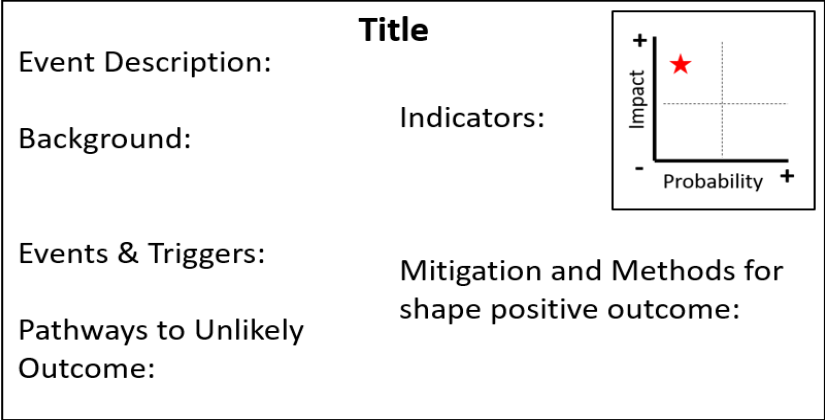 Title
Event Description:
Background:
Events & Triggers:
Pathways to Unlikely
Outcome:
Indicators:
Mitigation and Methods for
shape positive outcome:
+
Impact
-
Probability
+